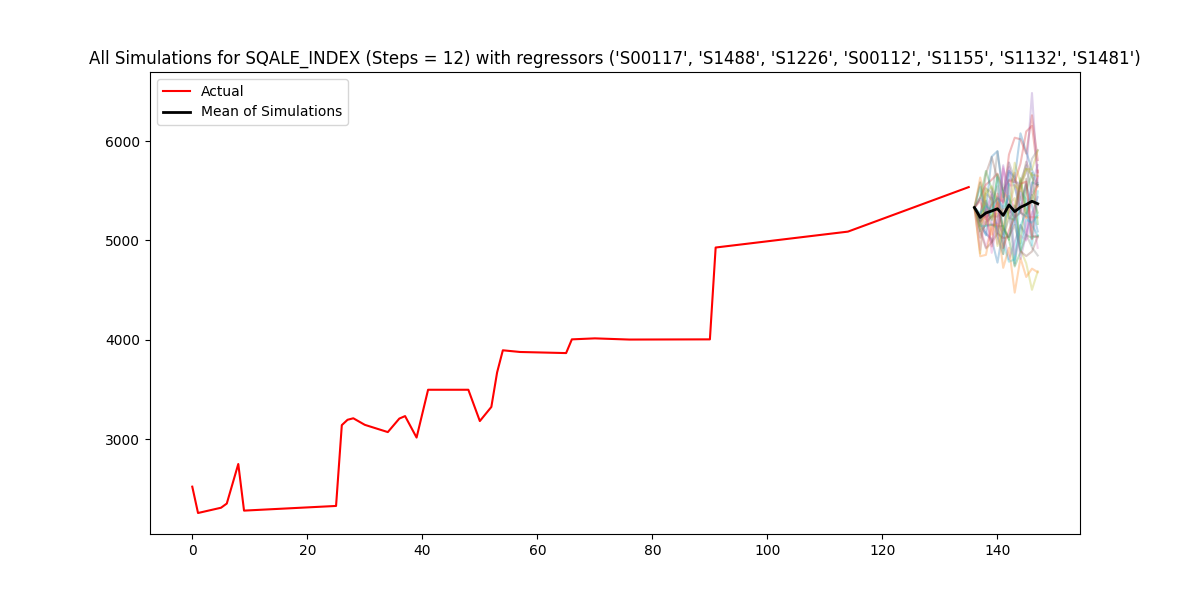 All Simulations for SQALE_INDEX (Steps = 12) with regressors ('S00117', 'S1488', 'S1226', 'S00112', 'S1155', 'S1132', 'S1481')
Actual
Mean of Simulations
6000
5000
4000
3000
0 20 40 60 80 100 120 140